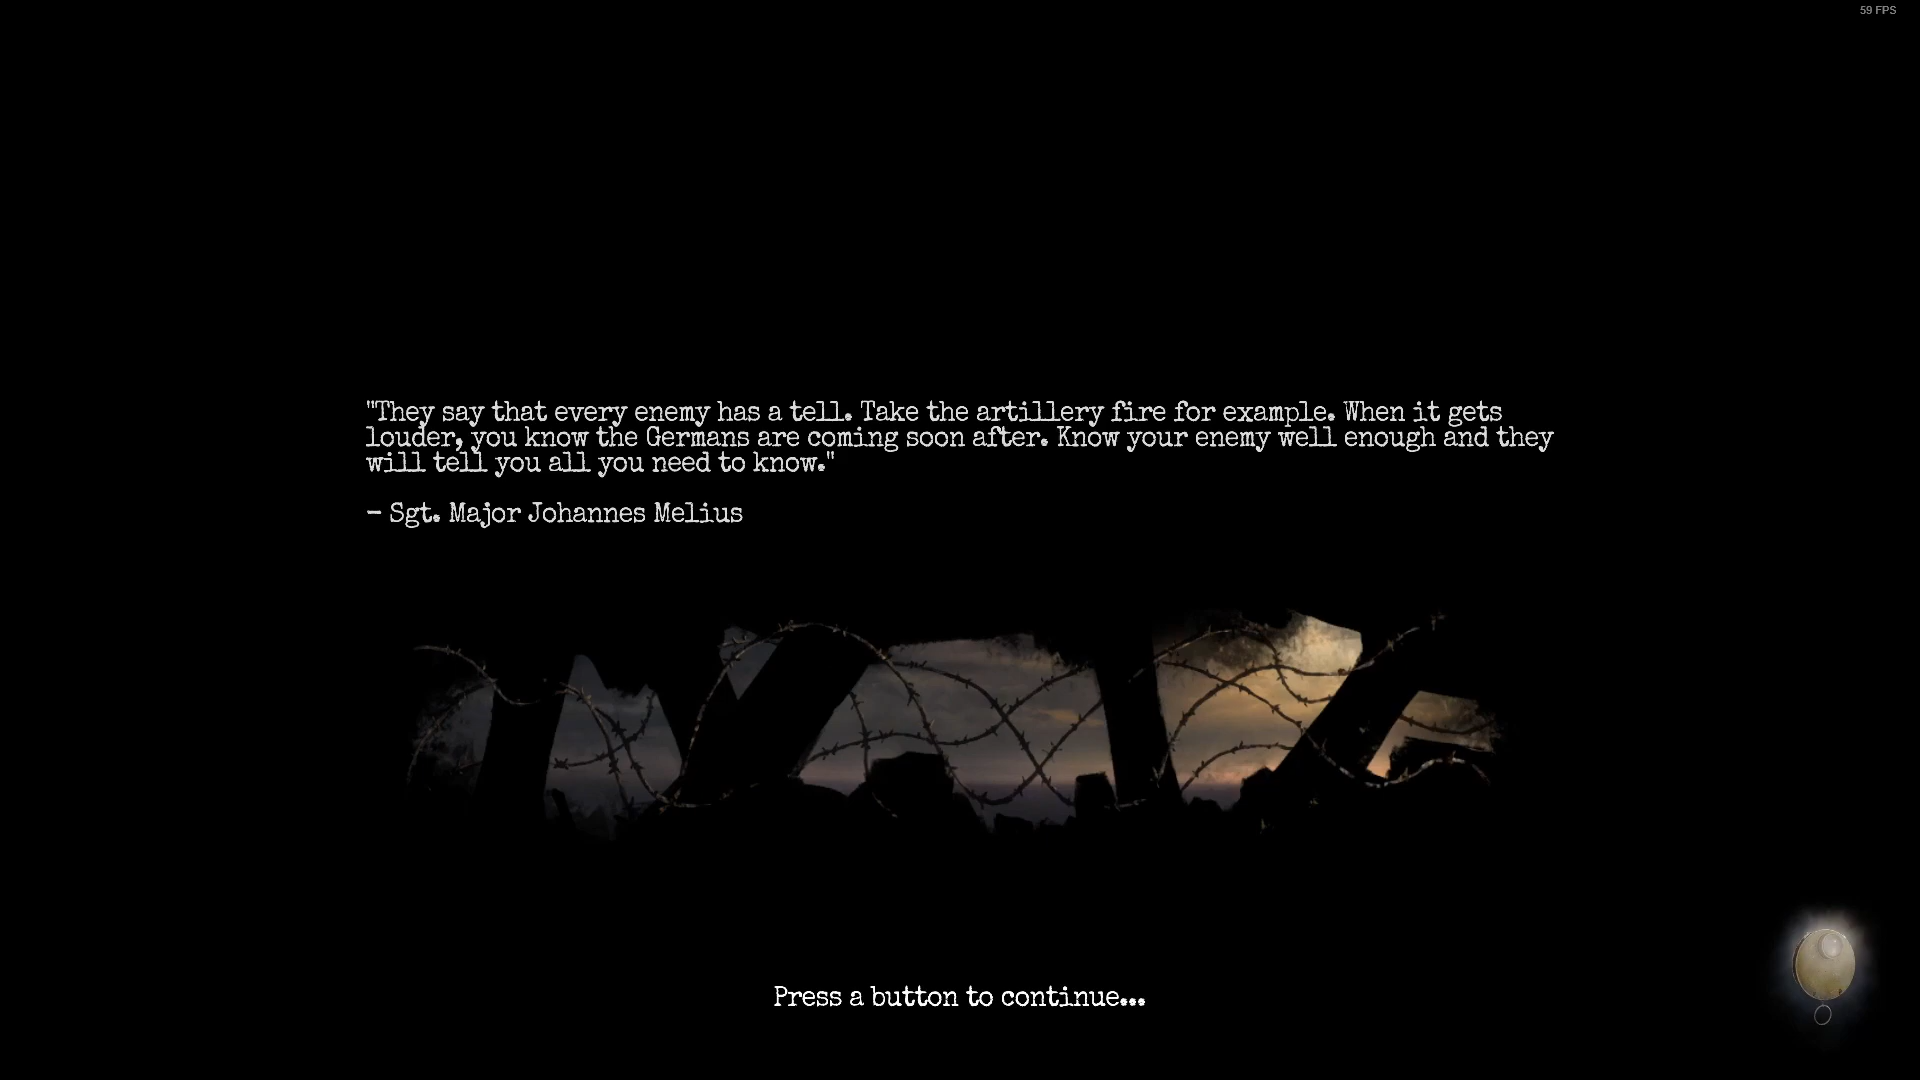 59 FPS
"They say that every enemy has a tell. Take the artillery fire for example. When it gets
louder, you know the Germans are coming soon after. Know your enemy well enough and they
will tell you all you need to know."
- Sgt. Major Johannes Melius
Press a button to continue...